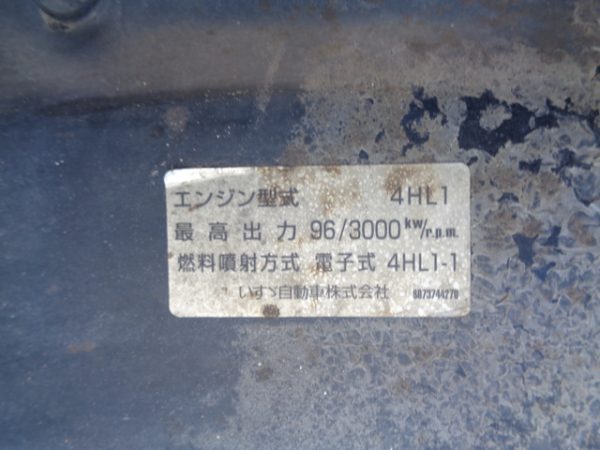 エンジン型式 4HL1
最高出力 96/3000 kw/r.p.m.
燃料噴射方式 電子式 4HL1-1
いすゞ自動車株式会社 8973744270